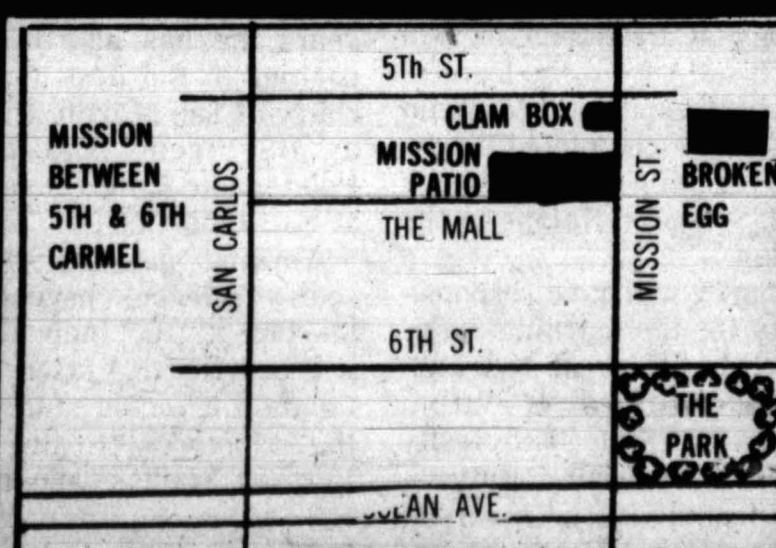 5Th ST.
CLAM BOX
MISSION
BETWEEN
5TH & 6TH
CARMEL
SAN CARLOS
MISSION
PATIO
MISSION ST.
BROKEN
EGG
THE MALL
6TH ST.
THE
PARK
AVE.